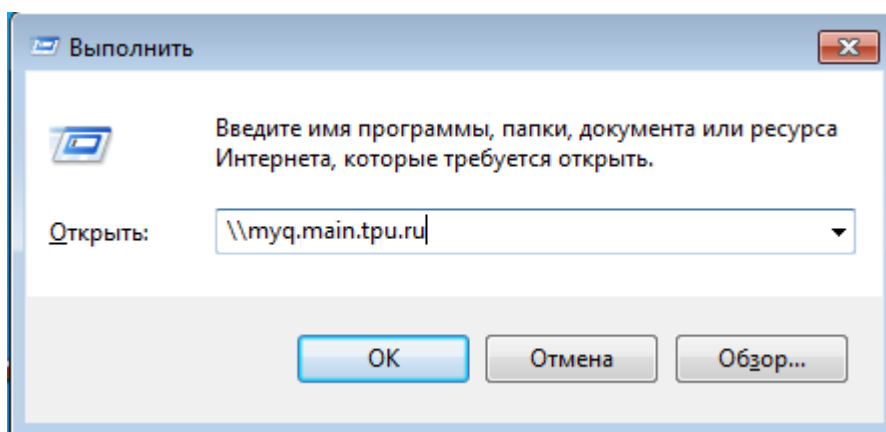 Выполнить
Введите имя программы, папки, документа или ресурса
Интернета, которые требуется открыть.
Открыть:
\\myq.main.tpu.ru
OK
Отмена
Обзор...